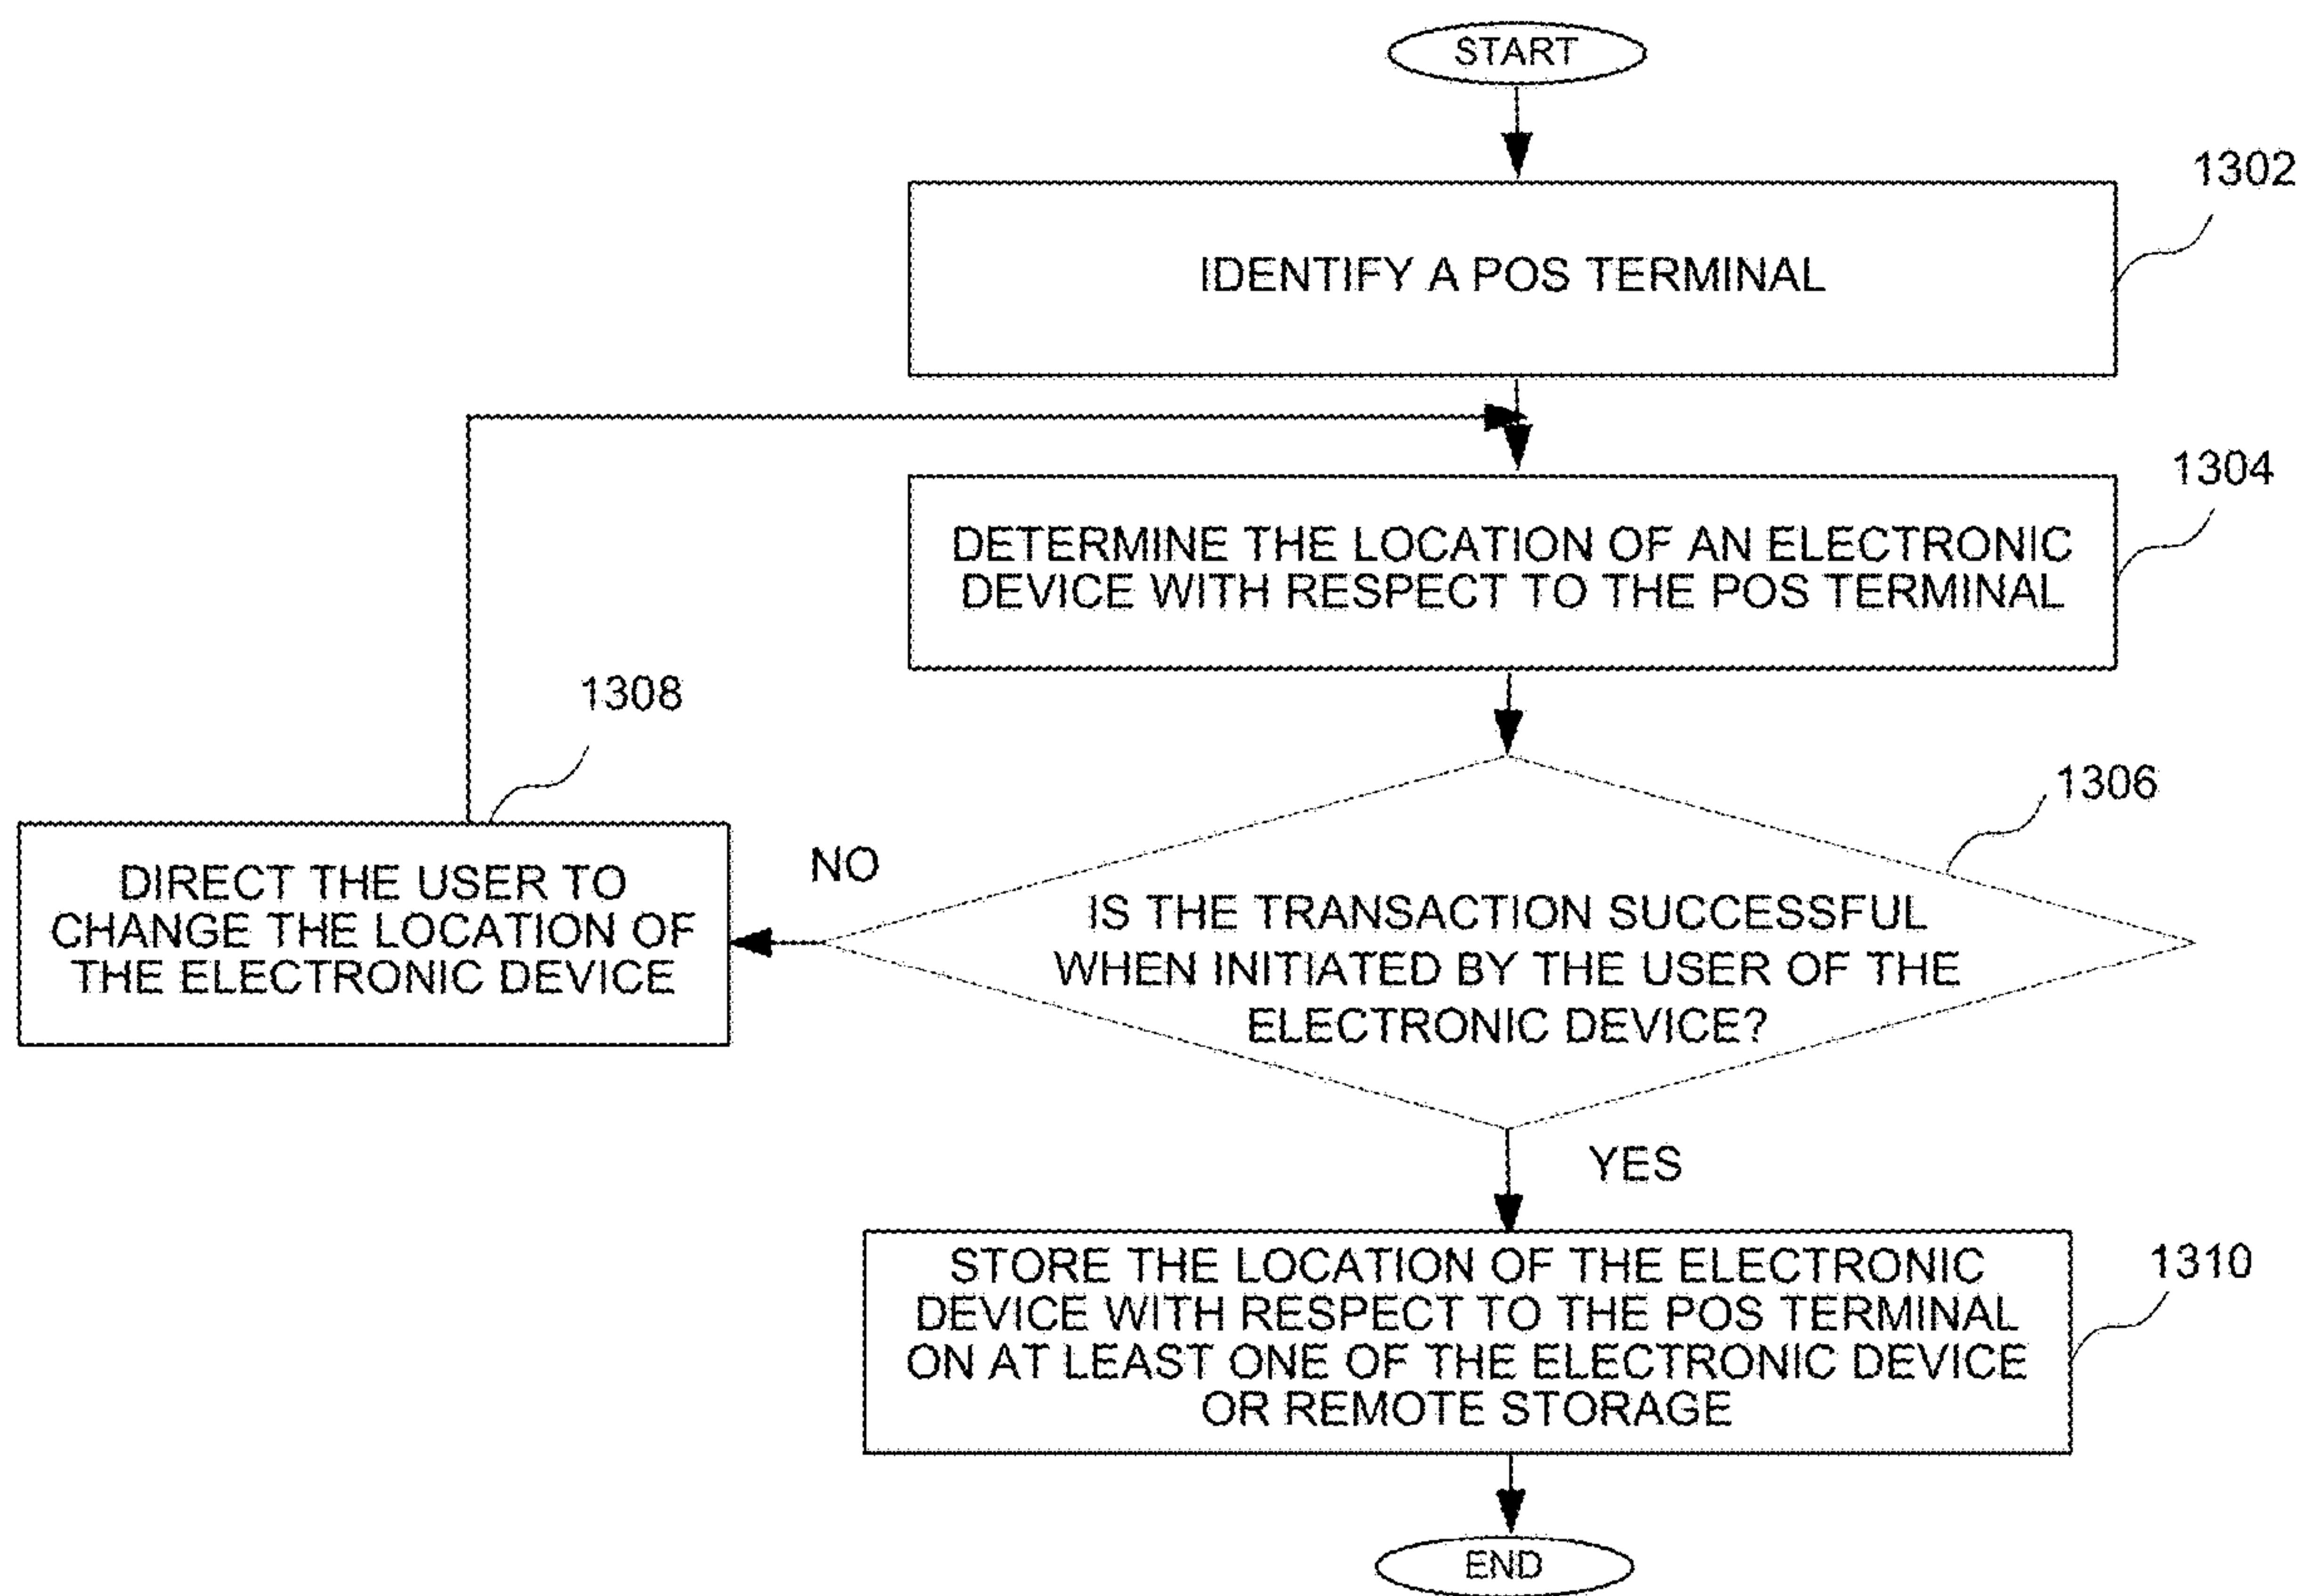 START
1302
IDENTIFY A POS TERMINAL
1304
DETERMINE THE LOCATION OF AN ELECTRONIC
DEVICE WITH RESPECT TO THE POS TERMINAL
1308
1306
DIRECT THE USER TO
CHANGE THE LOCATION OF
THE ELECTRONIC DEVICE
NO
IS THE TRANSACTION SUCCESSFUL
WHEN INITIATED BY THE USER OF THE
ELECTRONIC DEVICE?
YES
1310
STORE THE LOCATION OF THE ELECTRONIC
DEVICE WITH RESPECT TO THE POS TERMINAL
ON AT LEAST ONE OF THE ELECTRONIC DEVICE
OR REMOTE STORAGE
END